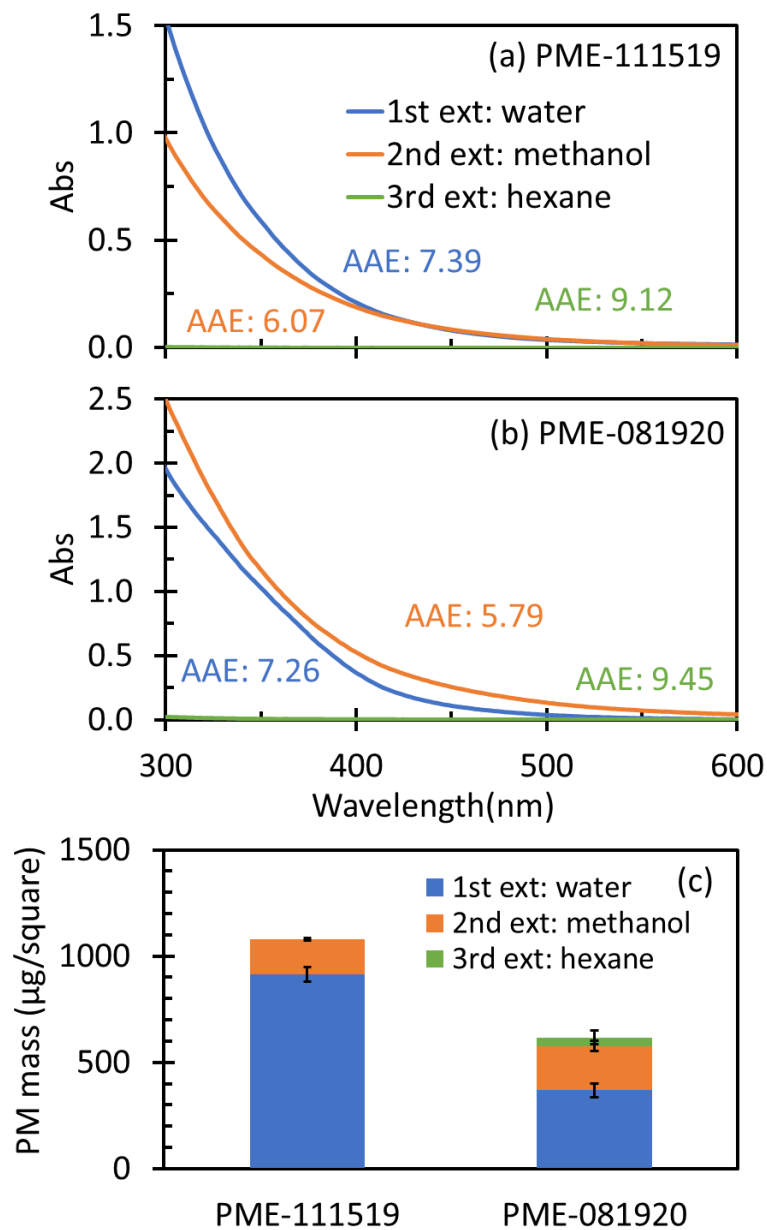 1.5
(a) PME-111519
1st ext: water
1.0
2nd ext: methanol
3rd ext: hexane
Abs
0.5
AAE: 7.39
AAE: 9.12
AAE: 6.07
0.0
300
400
500
600
2.5
(b) PME-081920
2.0
1.5
Abs
1.0
AAE: 5.79
0.5
AAE: 7.26
AAE: 9.45
0.0
300
400
500
600
Wavelength(nm)
1500
(c)
1st ext: water
2nd ext: methanol
1000
3rd ext: hexane
PM mass (µg/square)
500
0
PME-111519
PME-081920